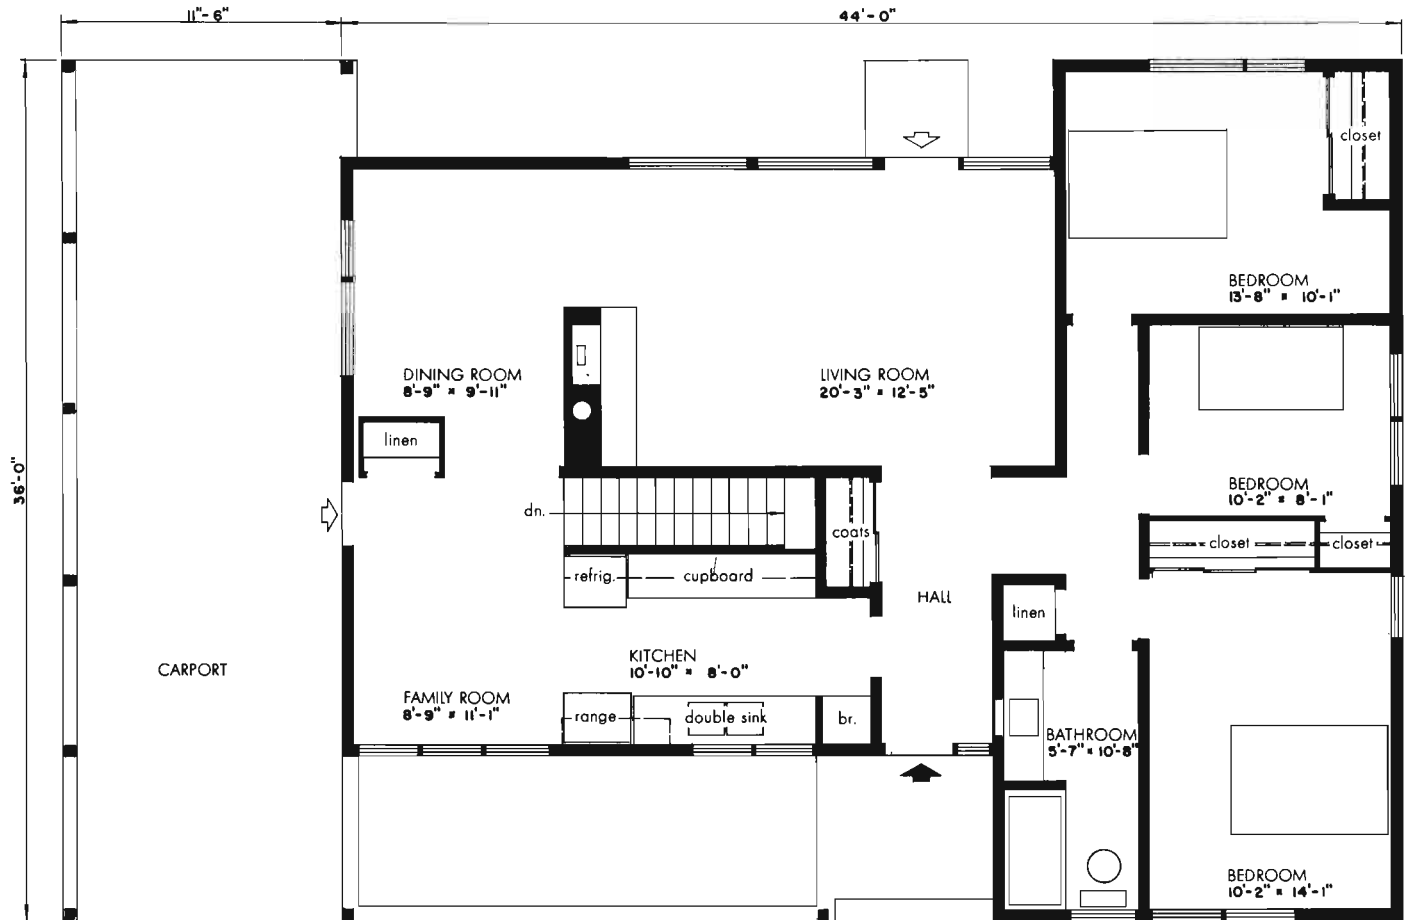 11'-6"
44'-0"
closet
BEDROOM
13'-8" × 10'-1"
DINING ROOM
8'-9" × 9'-11"
LIVING ROOM
20'-3" × 12'-5"
linen
36'-0"
BEDROOM
10'-2" × 8'-1"
dn.
coats
closet
closet
refrig.
cupboard
HALL
linen
KITCHEN
10'-10" × 8'-0"
CARPORT
FAMILY ROOM
8'-9" × 11'-1"
range
double sink
br.
BATHROOM
5'-7" × 10'-8"
BEDROOM
10'-2" × 14'-1"